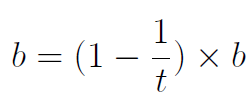 b = (1 − 1/t) × b